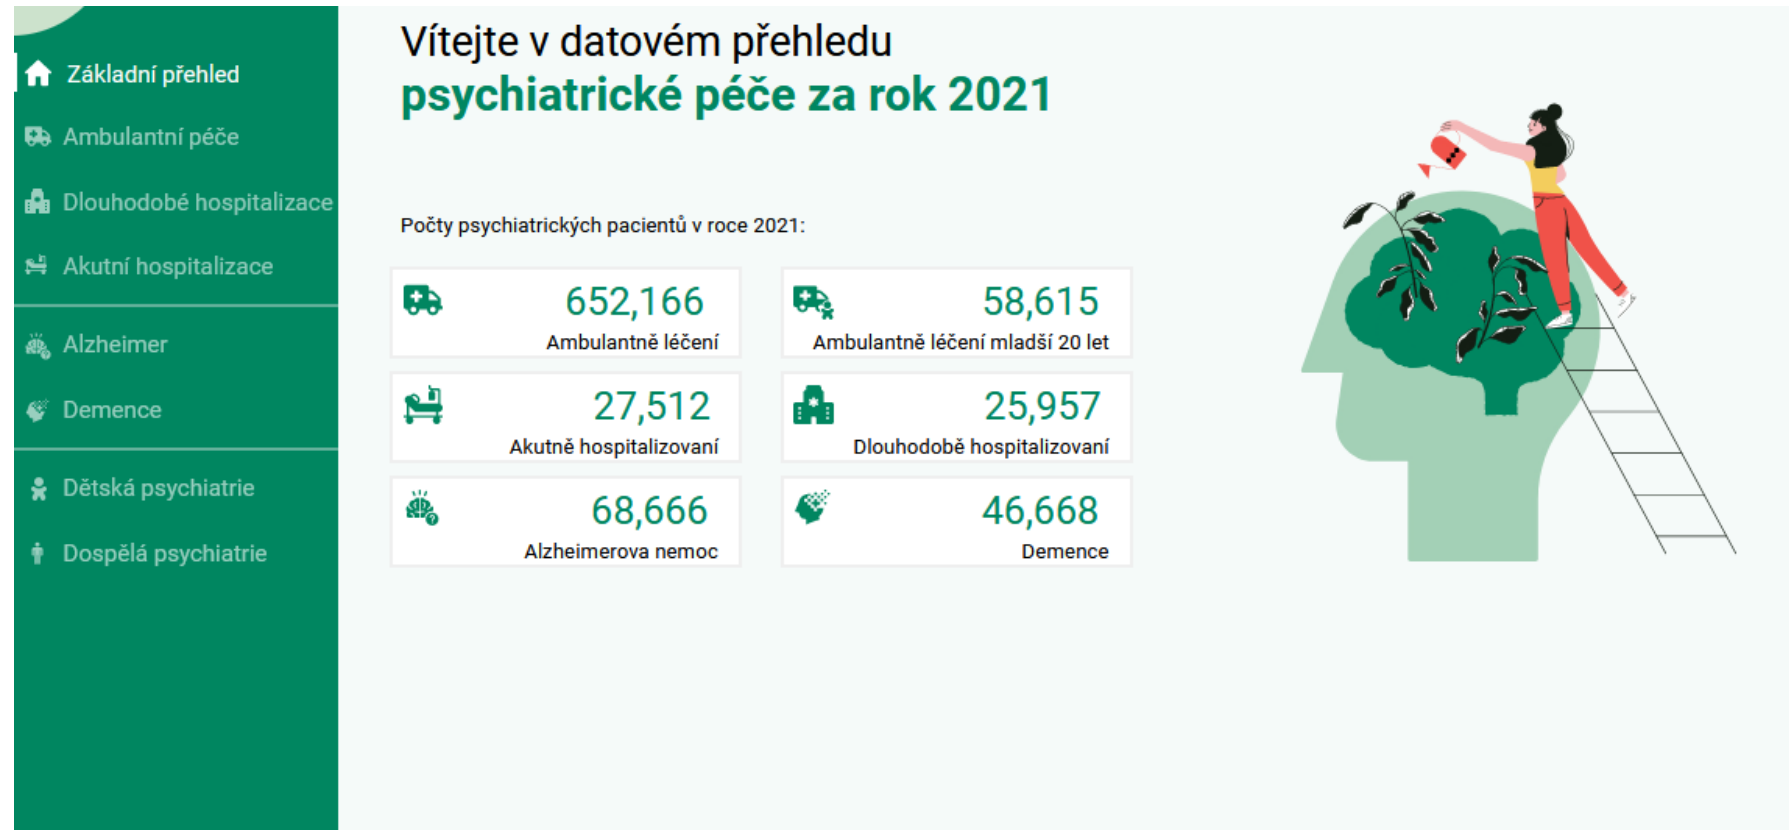 Základní přehled
Ambulantní péče
Dlouhodobé hospitalizace
Akutní hospitalizace
Alzheimer
Demence
Dětská psychiatrie
Dospělá psychiatrie
Vítejte v datovém přehledu
psychiatrické péče za rok 2021
Počty psychiatrických pacientů v roce 2021:
652,166
Ambulantně léčení
58,615
Ambulantně léčení mladší 20 let
27,512
Akutně hospitalizovaní
25,957
Dlouhodobě hospitalizovaní
68,666
Alzheimerova nemoc
46,668
Demence